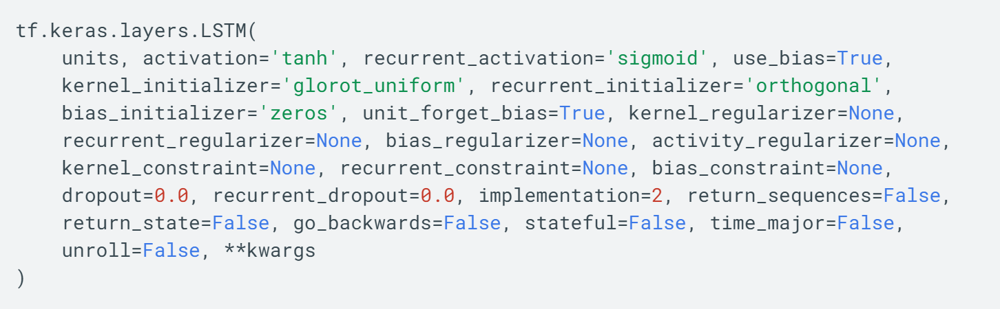 tf.keras.layers.LSTM(
    units, activation='tanh', recurrent_activation='sigmoid', use_bias=True,
    kernel_initializer='glorot_uniform', recurrent_initializer='orthogonal',
    bias_initializer='zeros', unit_forget_bias=True, kernel_regularizer=None,
    recurrent_regularizer=None, bias_regularizer=None, activity_regularizer=None,
    kernel_constraint=None, recurrent_constraint=None, bias_constraint=None,
    dropout=0.0, recurrent_dropout=0.0, implementation=2, return_sequences=False,
    return_state=False, go_backwards=False, stateful=False, time_major=False,
    unroll=False, **kwargs
)